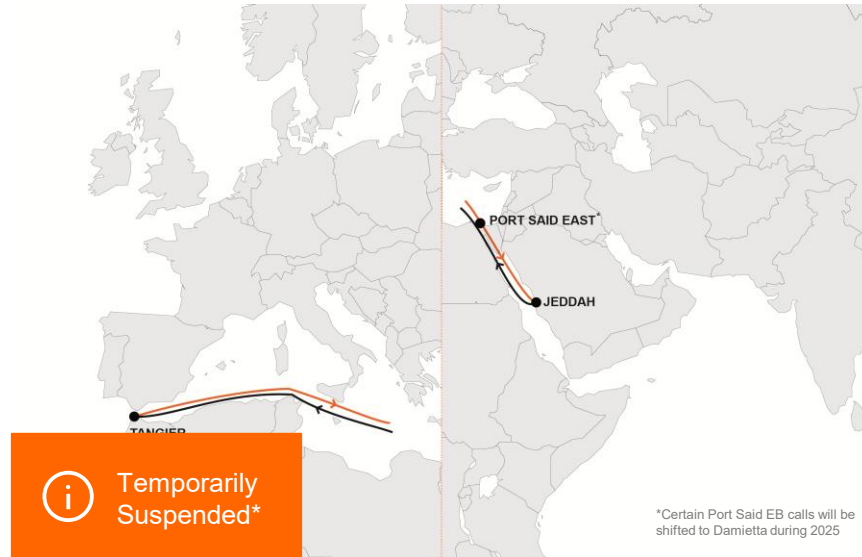 PORT SAID EAST*
JEDDAH
TANGIER
Temporarily
Suspended*
*Certain Port Said EB calls will be
shifted to Damietta during 2025